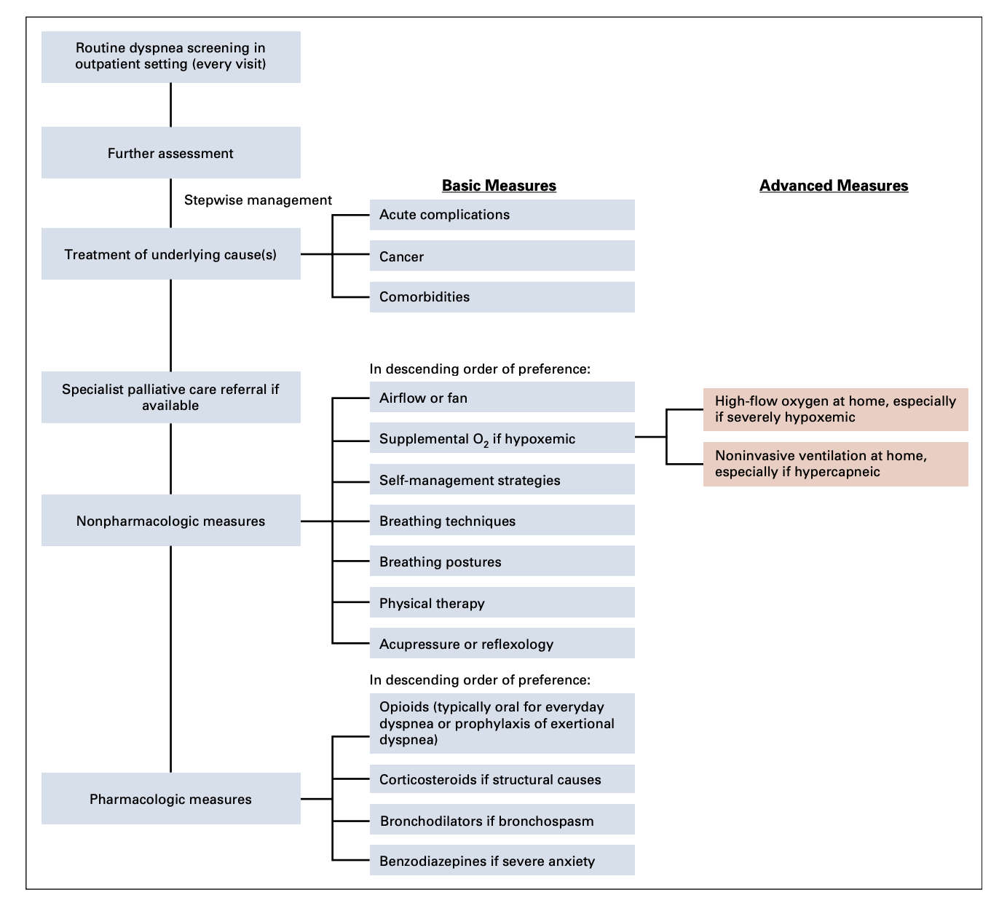 Routine dyspnea screening in
outpatient setting (every visit)
Further assessment
Stepwise management
Basic Measures
Advanced Measures
Treatment of underlying cause(s)
Acute complications
Cancer
Comorbidities
Specialist palliative care referral if
available
Nonpharmacologic measures
In descending order of preference:
Airflow or fan
Supplemental O₂ if hypoxemic
Self-management strategies
Breathing techniques
Breathing postures
Physical therapy
Acupressure or reflexology
High-flow oxygen at home, especially
if severely hypoxemic
Noninvasive ventilation at home,
especially if hypercapneic
Pharmacologic measures
In descending order of preference:
Opioids (typically oral for everyday
dyspnea or prophylaxis of exertional
dyspnea)
Corticosteroids if structural causes
Bronchodilators if bronchospasm
Benzodiazepines if severe anxiety